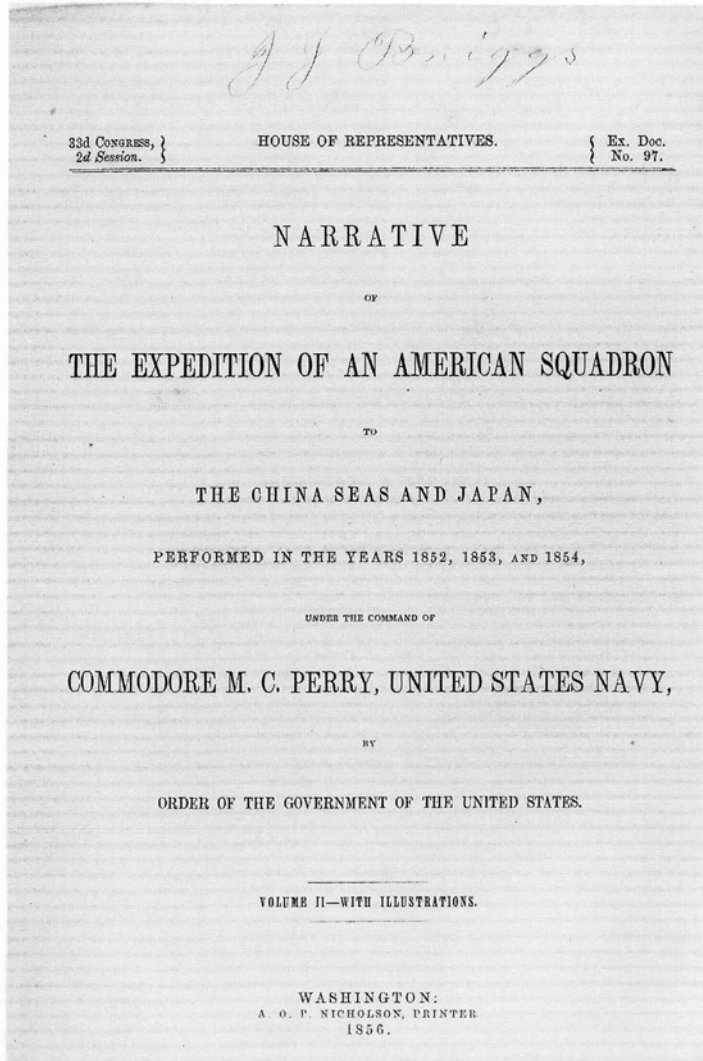 J J Briggs
33d Congress, } HOUSE OF REPRESENTATIVES. { Ex. Doc.
2d Session. } { No. 97.
NARRATIVE
OF
THE EXPEDITION OF AN AMERICAN SQUADRON
TO
THE CHINA SEAS AND JAPAN,
PERFORMED IN THE YEARS 1852, 1853, AND 1854,
UNDER THE COMMAND OF
COMMODORE M. C. PERRY, UNITED STATES NAVY,
BY
ORDER OF THE GOVERNMENT OF THE UNITED STATES.
VOLUME II—WITH ILLUSTRATIONS.
WASHINGTON:
A. O. P. NICHOLSON, PRINTER
1856.